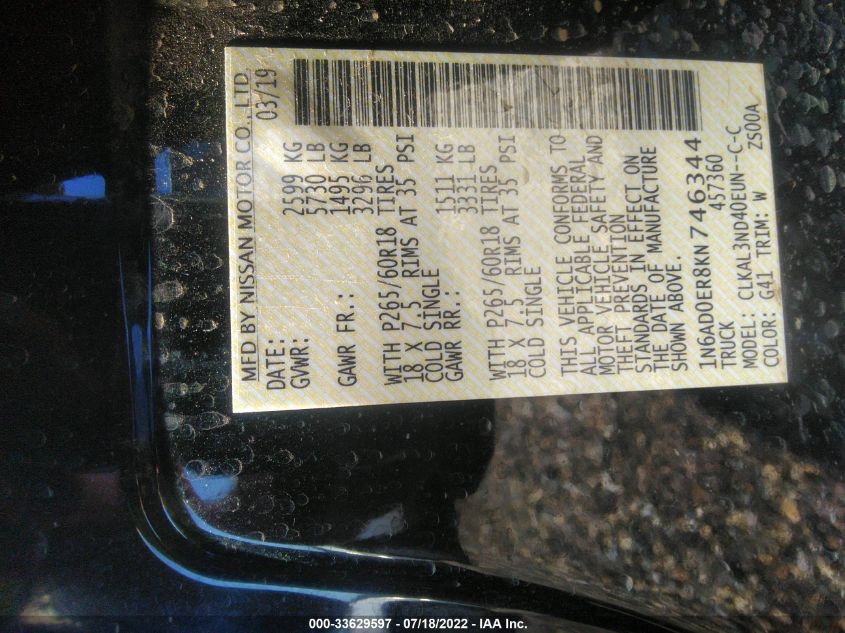 MFD BY NISSAN MOTOR CO., LTD.
DATE: 03/19
GVWR: 2599 KG
5730 LB
GAWR FR.: 1495 KG
3296 LB
WITH P265/60R18 TIRES
18 X 7.5 RIMS AT 35 PSI
COLD SINGLE
GAWR RR.: 1511 KG
3331 LB
WITH P265/60R18 TIRES
18 X 7.5 RIMS AT 35 PSI
COLD SINGLE
THIS VEHICLE CONFORMS TO
ALL APPLICABLE FEDERAL
MOTOR VEHICLE SAFETY AND
THEFT PREVENTION
STANDARDS IN EFFECT ON
THE DATE OF MANUFACTURE
SHOWN ABOVE.
1N6AD0ER8KN746344
TRUCK 457360
MODEL: CLKAL3ND40EUN--C-C
COLOR: G41 TRIM: W ZS00A
000-33629597 - 07/18/2022 - IAA Inc.